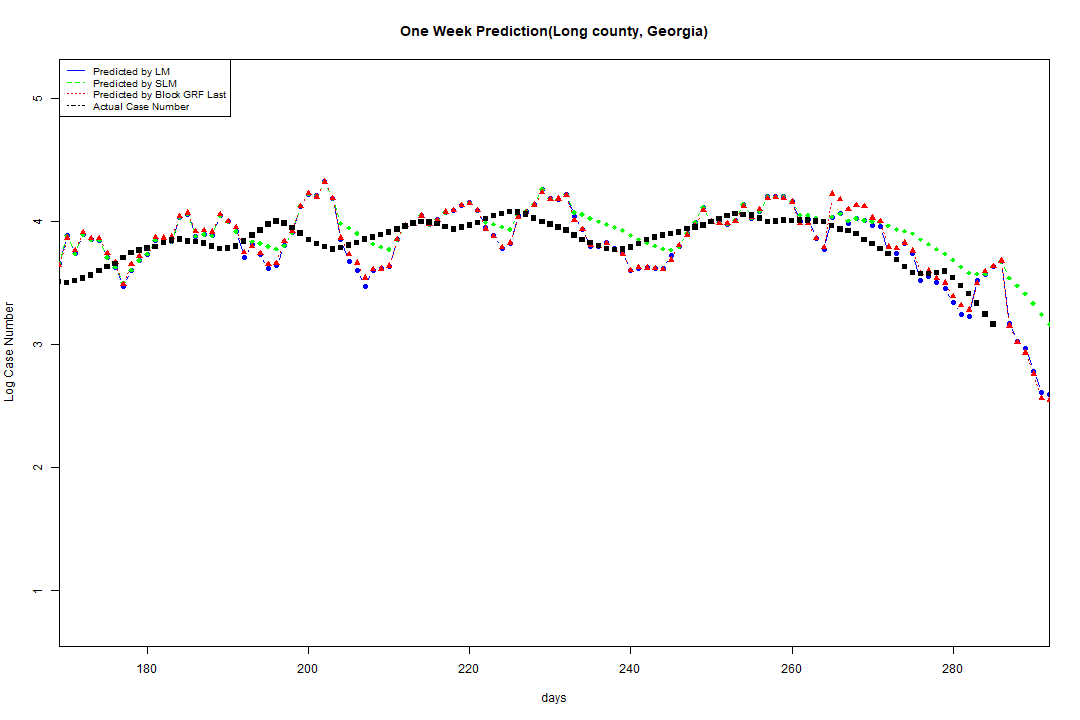 One Week Prediction(Long county, Georgia)
Predicted by LM
Predicted by SLM
Predicted by Block GRF Last
Actual Case Number
5
4
3
2
1
Log Case Number
180 200 220 240 260 280
days